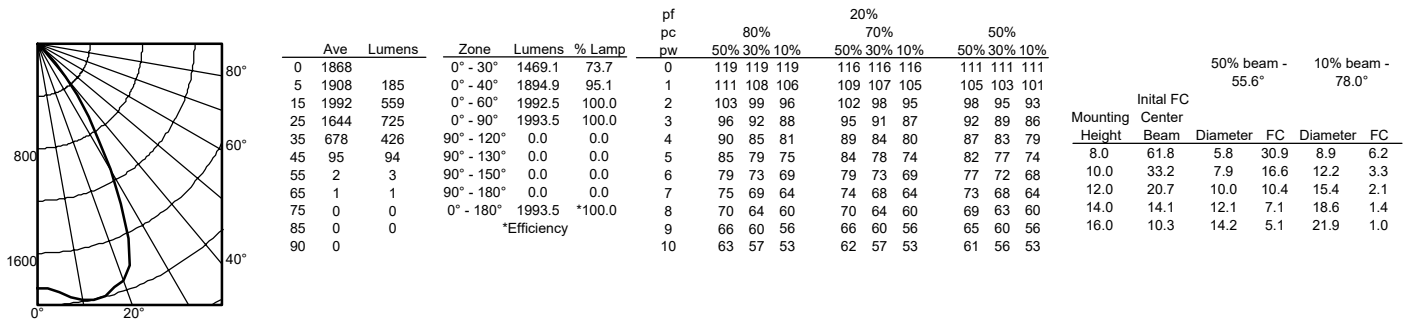 80°
60°
800
1600
40°
0° 20°
Ave Lumens
0 1868
5 1908 185
15 1992 559
25 1644 725
35 678 426
45 95 94
55 2 3
65 1 1
75 0 0
85 0 0
90 0
Zone Lumens % Lamp
0° - 30° 1469.1 73.7
0° - 40° 1894.9 95.1
0° - 60° 1992.5 100.0
0° - 90° 1993.5 100.0
90° - 120° 0.0 0.0
90° - 130° 0.0 0.0
90° - 150° 0.0 0.0
90° - 180° 0.0 0.0
0° - 180° 1993.5 *100.0
*Efficiency
pf 20%
pc 80% 70% 50%
pw 50% 30% 10% 50% 30% 10% 50% 30% 10%
0 119 119 119 116 116 116 111 111 111
1 111 108 106 109 107 105 105 103 101
2 103 99 96 102 98 95 98 95 93
3 96 92 88 95 91 87 92 89 86
4 90 85 81 89 84 80 87 83 79
5 85 79 75 84 78 74 82 77 74
6 79 73 69 79 73 69 77 72 68
7 75 69 64 74 68 64 73 68 64
8 70 64 60 70 64 60 69 63 60
9 66 60 56 66 60 56 65 60 56
10 63 57 53 62 57 53 61 56 53
50% beam - 10% beam -
55.6° 78.0°
Inital FC
Mounting Center
Height Beam Diameter FC Diameter FC
8.0 61.8 5.8 30.9 8.9 6.2
10.0 33.2 7.9 16.6 12.2 3.3
12.0 20.7 10.0 10.4 15.4 2.1
14.0 14.1 12.1 7.1 18.6 1.4
16.0 10.3 14.2 5.1 21.9 1.0